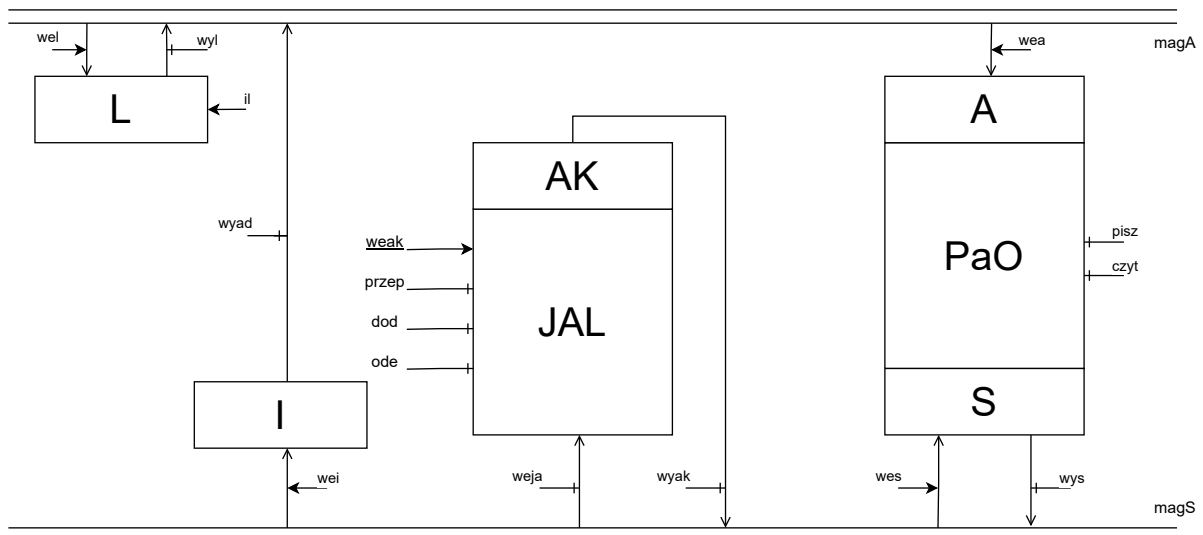 wel
wyl
wea
magA
L
il
A
AK
wyad
weak
pisz
PaO
czyt
przep
dod
JAL
ode
I
S
wei
weja
wyak
wes
wys
magS